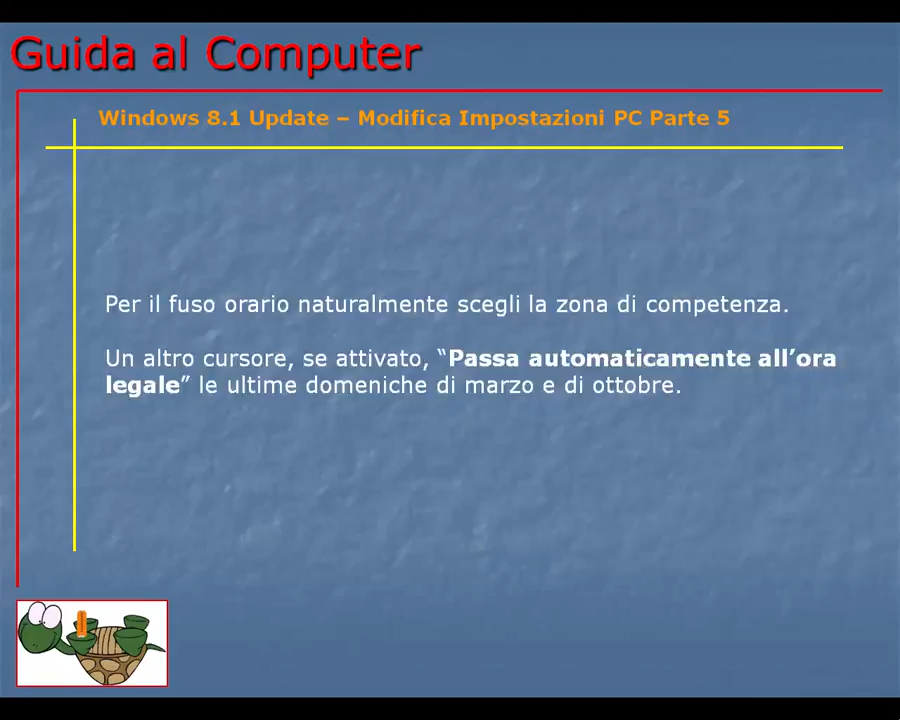 Guida al Computer
Windows 8.1 Update – Modifica Impostazioni PC Parte 5
Per il fuso orario naturalmente scegli la zona di competenza.
Un altro cursore, se attivato, “Passa automaticamente all’ora
legale” le ultime domeniche di marzo e di ottobre.